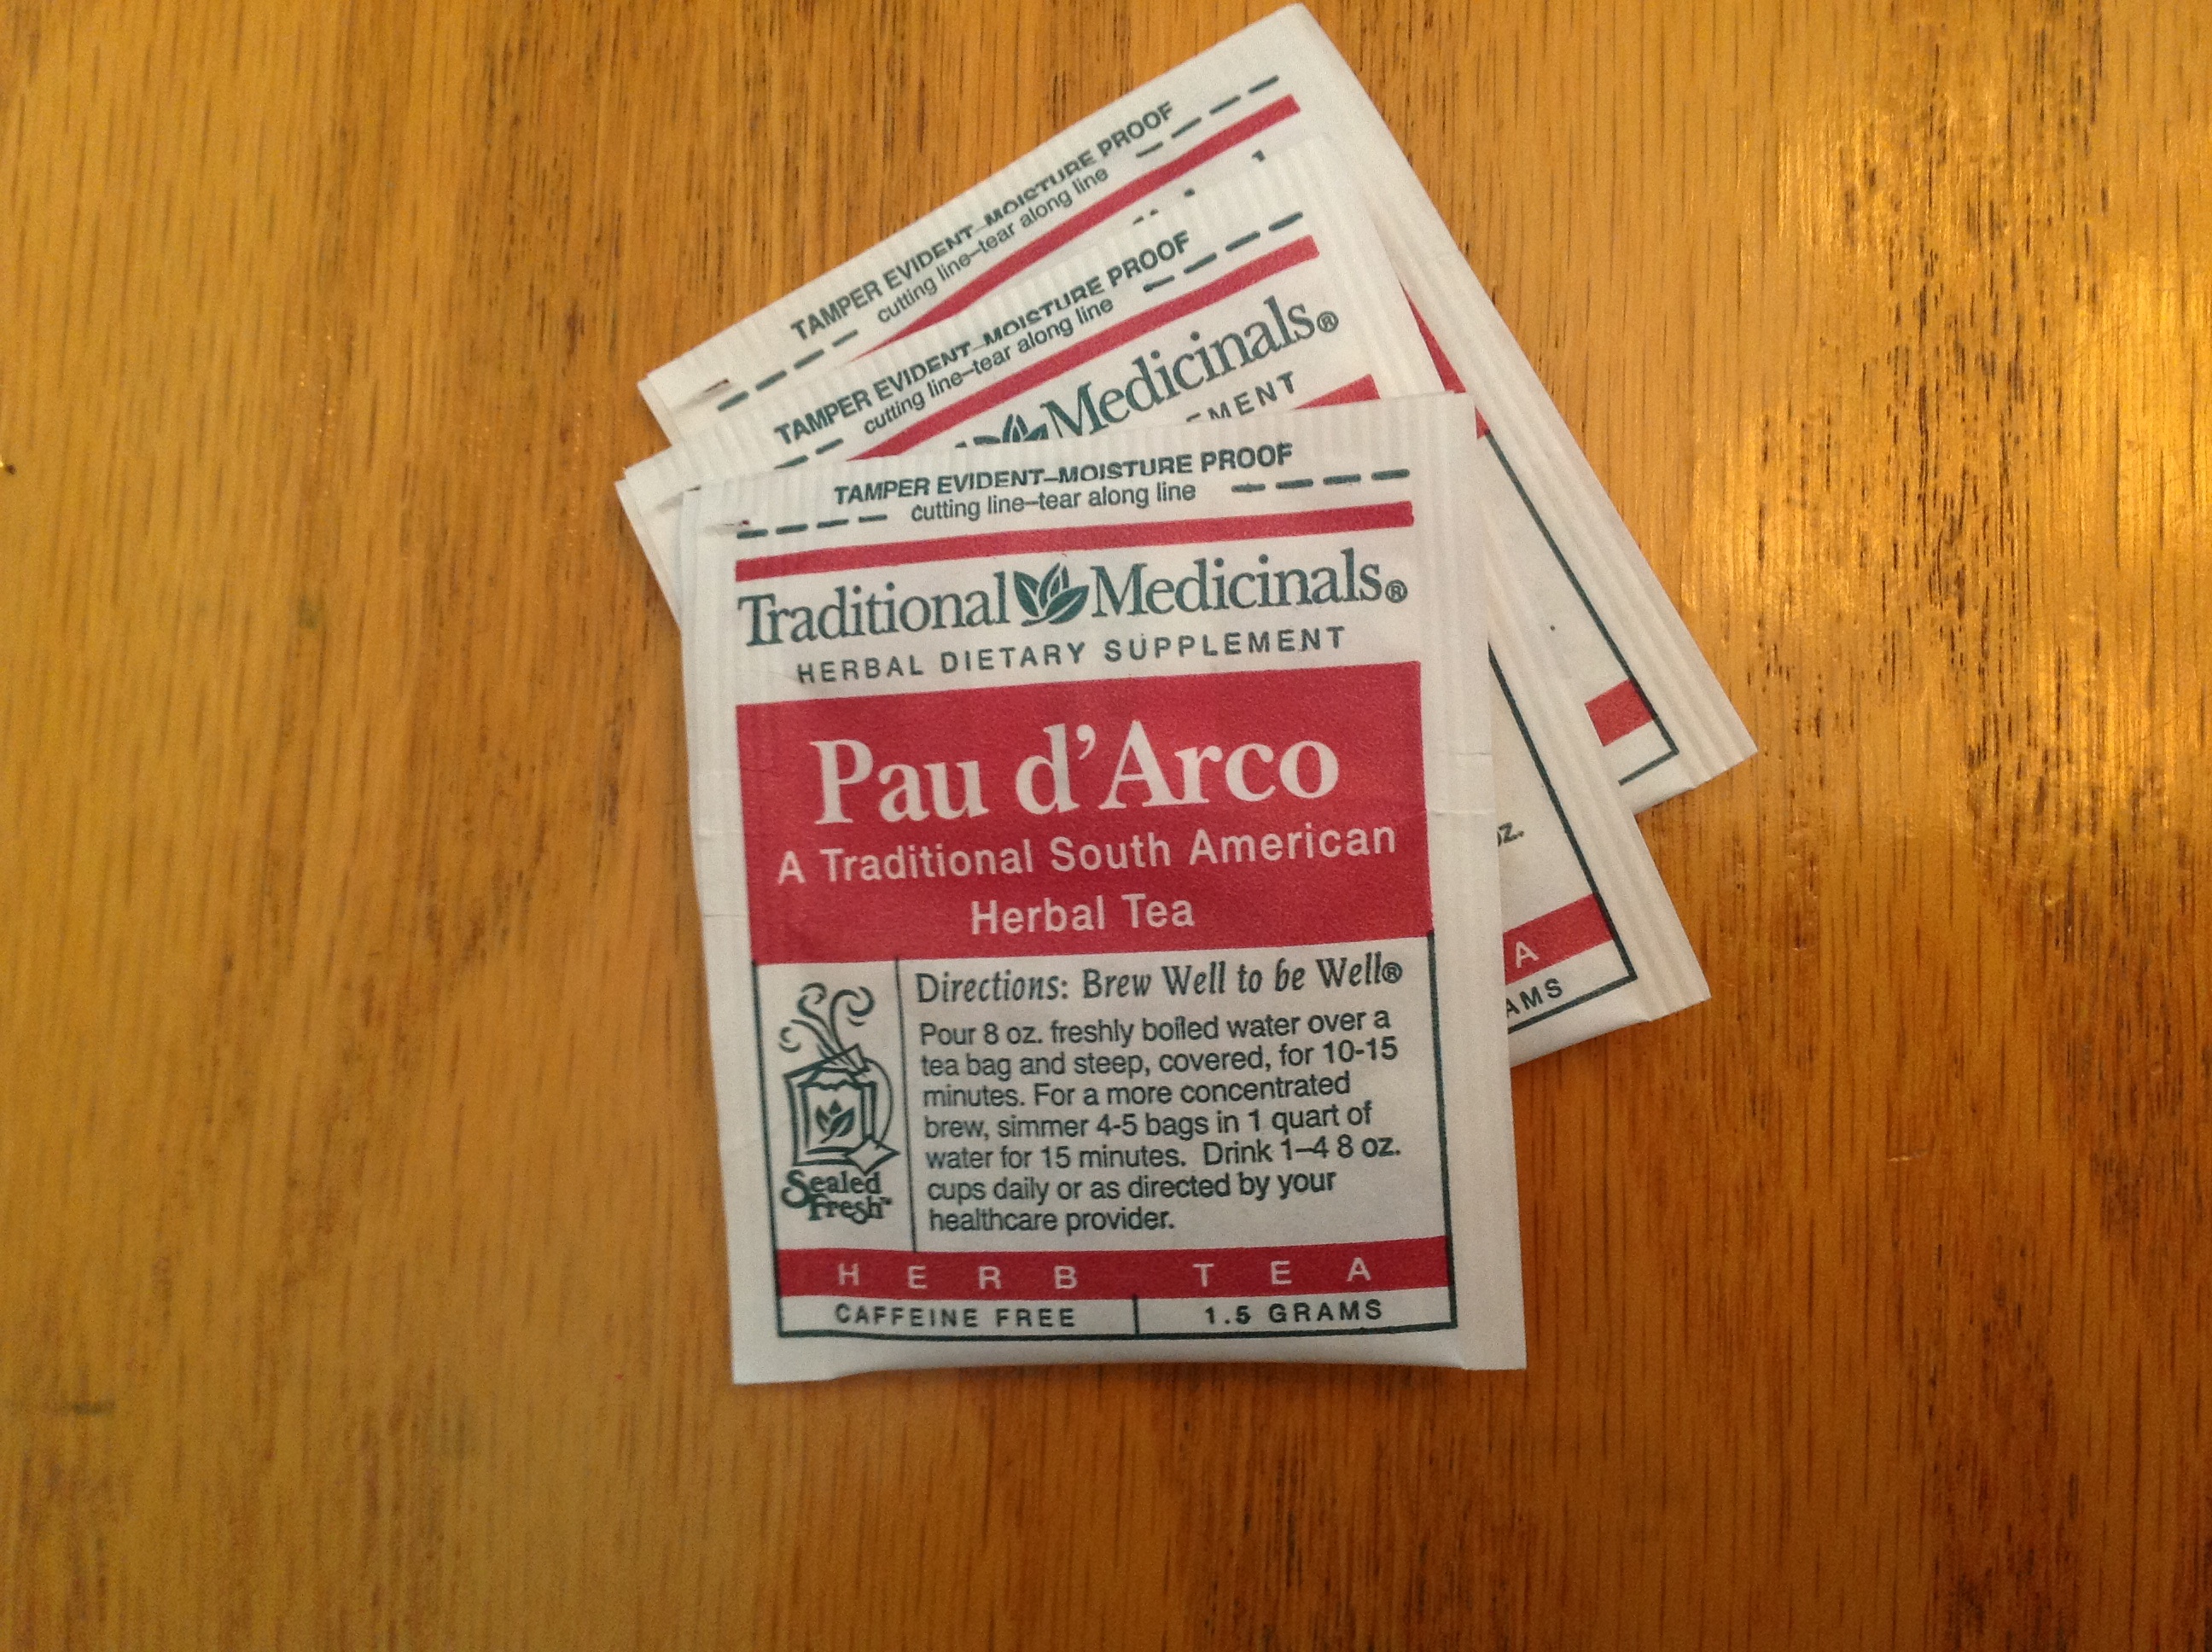 TAMPER EVIDENT–MOISTURE PROOF
cutting line–tear along line
TAMPER EVIDENT–MOISTURE PROOF
cutting line–tear along line
Medicinals®
MENT
TAMPER EVIDENT–MOISTURE PROOF
cutting line–tear along line
Traditional Medicinals®
HERBAL DIETARY SUPPLEMENT
Pau d'Arco
A Traditional South American
Herbal Tea
Directions: Brew Well to be Well®
Pour 8 oz. freshly boiled water over a
tea bag and steep, covered, for 10-15
minutes. For a more concentrated
brew, simmer 4-5 bags in 1 quart of
water for 15 minutes. Drink 1–4 8 oz.
cups daily or as directed by your
healthcare provider.
Sealed
Fresh™
HERB TEA
CAFFEINE FREE 1.5 GRAMS
oz.
A
AMS